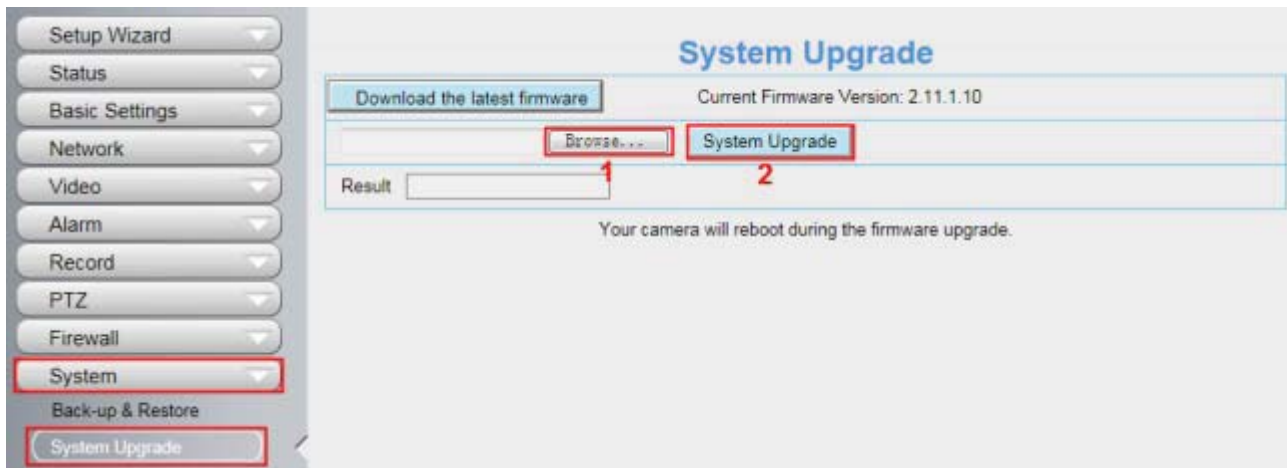 Setup Wizard
Status
Basic Settings
Network
Video
Alarm
Record
PTZ
Firewall
System
Back-up & Restore
System Upgrade
System Upgrade
Download the latest firmware
Current Firmware Version: 2.11.1.10
Browse...
System Upgrade
1
2
Result
Your camera will reboot during the firmware upgrade.